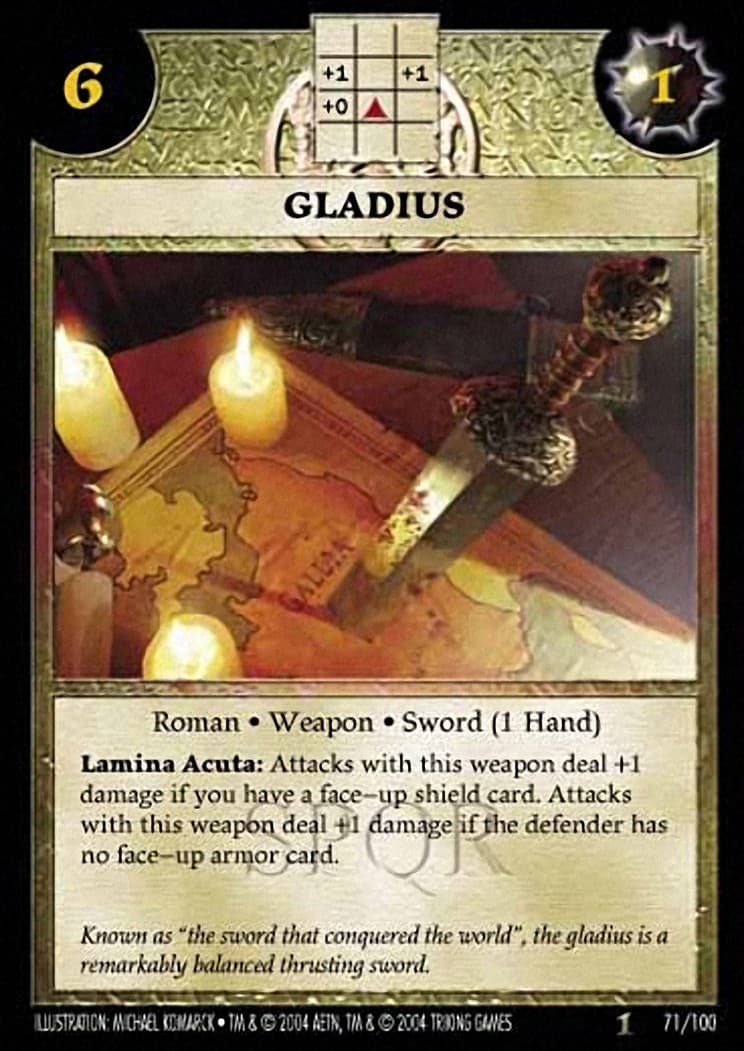 6
+1 +1
+0
1
GLADIUS
GALLIA
Roman • Weapon • Sword (1 Hand)
Lamina Acuta: Attacks with this weapon deal +1
damage if you have a face-up shield card. Attacks
with this weapon deal +1 damage if the defender has
no face-up armor card.
SPQR
Known as "the sword that conquered the world", the gladius is a
remarkably balanced thrusting sword.
ILLUSTRATION: MICHAEL KOMARCK • TM & © 2004 AETN, TM & © 2004 TRIKING GAMES
1 71/100